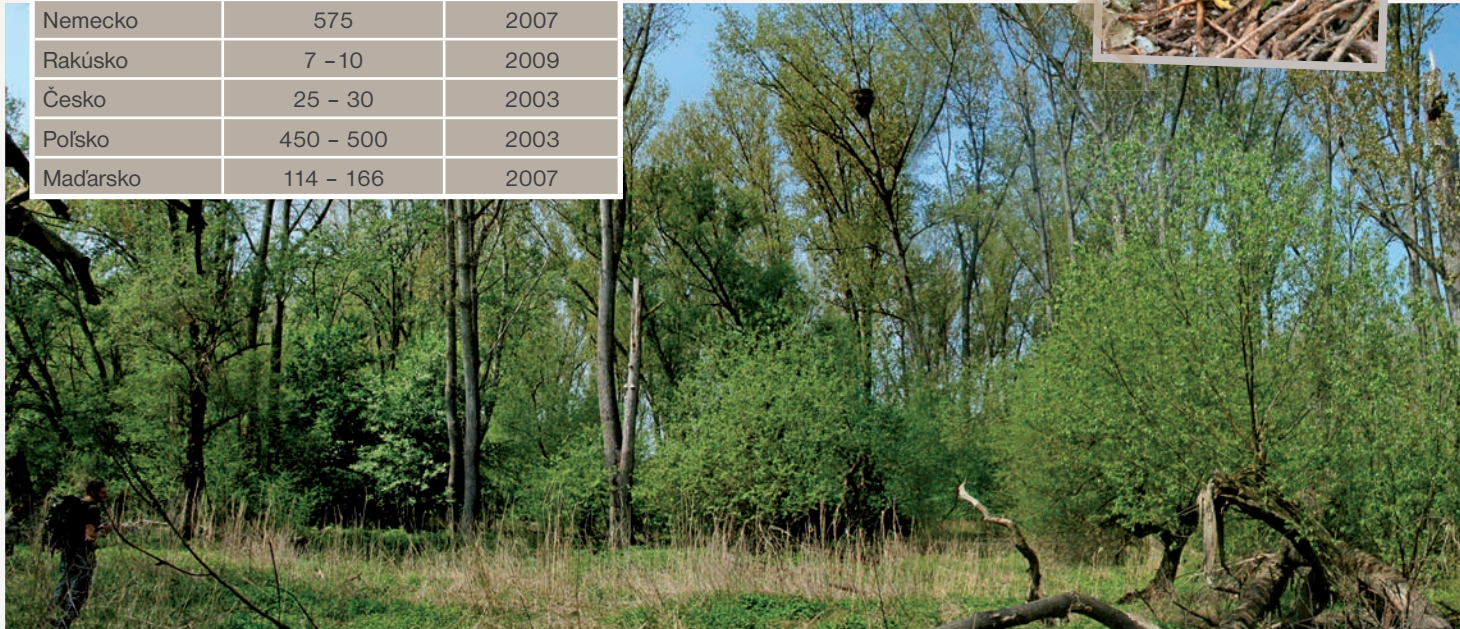 Nemecko 575 2007
Rakúsko 7 – 10 2009
Česko 25 – 30 2003
Poľsko 450 – 500 2003
Maďarsko 114 – 166 2007